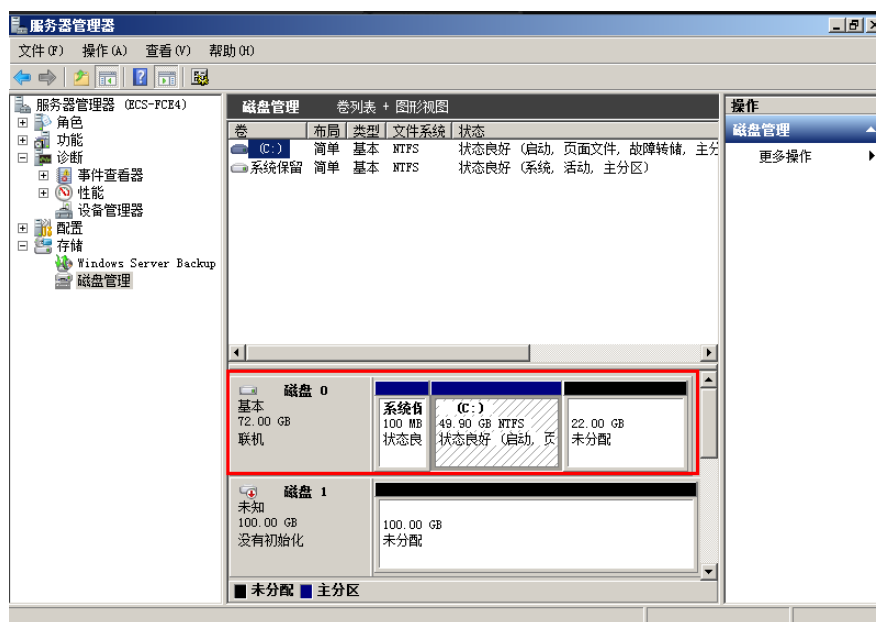 服务器管理器
文件(F) 操作(A) 查看(V) 帮助(H)
服务器管理器 (ECS-FCE4)
角色
功能
诊断
事件查看器
性能
设备管理器
配置
存储
Windows Server Backup
磁盘管理
磁盘管理 卷列表 + 图形视图
卷 布局 类型 文件系统 状态
(C:) 简单 基本 NTFS 状态良好 (启动, 页面文件, 故障转储, 主分
系统保留 简单 基本 NTFS 状态良好 (系统, 活动, 主分区)
磁盘 0
基本
72.00 GB
联机
系统保
100 MB
状态良
(C:)
49.90 GB NTFS
状态良好 (启动, 页
22.00 GB
未分配
磁盘 1
未知
100.00 GB
没有初始化
100.00 GB
未分配
未分配 主分区
操作
磁盘管理
更多操作